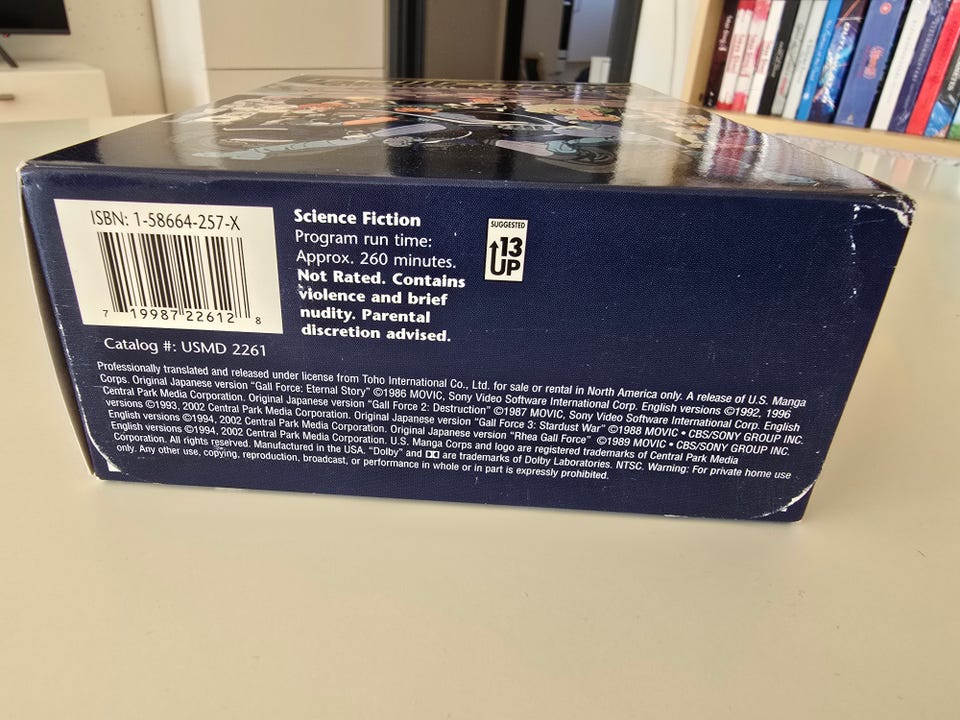 ISBN: 1-58664-257-X
7 19987 22612 8
Catalog #: USMD 2261
Science Fiction
Program run time:
Approx. 260 minutes.
Not Rated. Contains
violence and brief
nudity. Parental
discretion advised.
SUGGESTED
13
UP
Professionally translated and released under license from Toho International Co., Ltd. for sale or rental in North America only. A release of U.S. Manga
Corps. Original Japanese version "Gall Force: Eternal Story" ©1986 MOVIC, Sony Video Software International Corp. English versions ©1992, 1996
Central Park Media Corporation. Original Japanese version "Gall Force 2: Destruction" ©1987 MOVIC, Sony Video Software International Corp. English
versions ©1993, 2002 Central Park Media Corporation. Original Japanese version "Gall Force 3: Stardust War" ©1988 MOVIC • CBS/SONY GROUP INC.
English versions ©1994, 2002 Central Park Media Corporation. Original Japanese version "Rhea Gall Force" ©1989 MOVIC • CBS/SONY GROUP INC.
English versions ©1994, 2002 Central Park Media Corporation. U.S. Manga Corps and logo are registered trademarks of Central Park Media
Corporation. All rights reserved. Manufactured in the USA. "Dolby" and are trademarks of Dolby Laboratories. NTSC. Warning: For private home use
only. Any other use, copying, reproduction, broadcast, or performance in whole or in part is expressly prohibited.